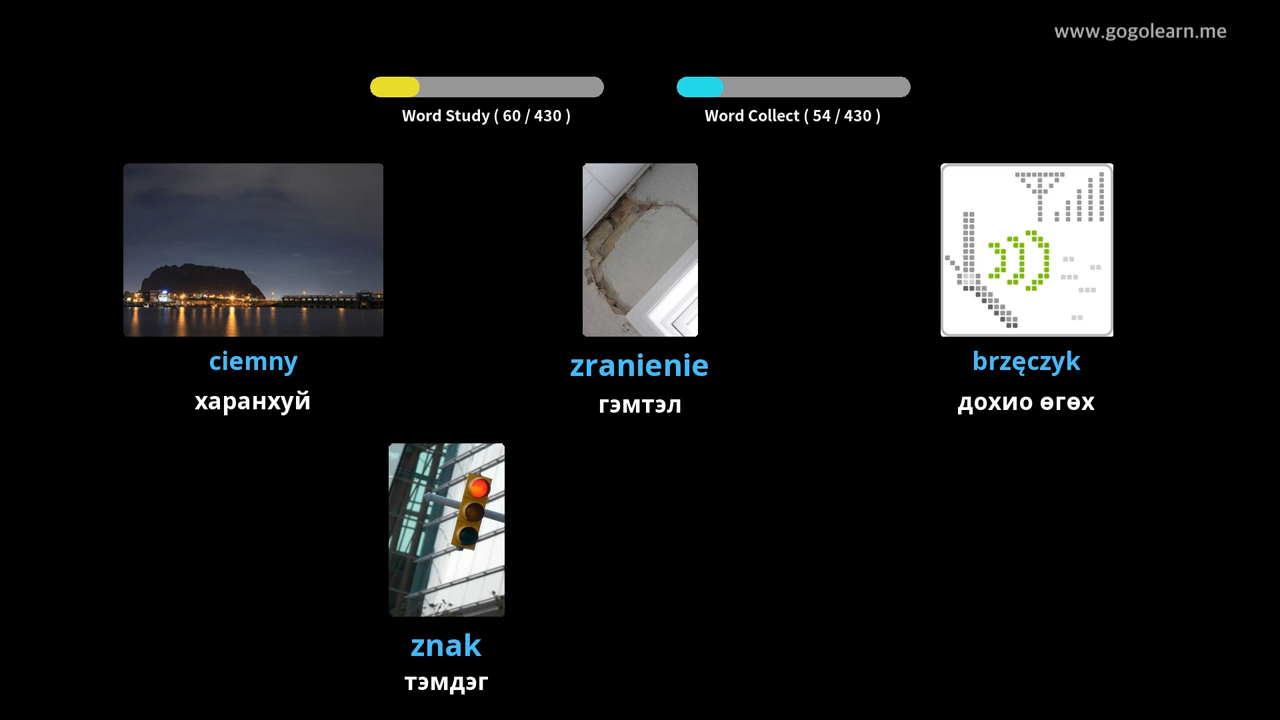 www.gogolearn.me
Word Study ( 60 / 430 )
Word Collect ( 54 / 430 )
ciemny
харанхуй
zranienie
гэмтэл
brzęczyk
дохио өгөх
znak
тэмдэг